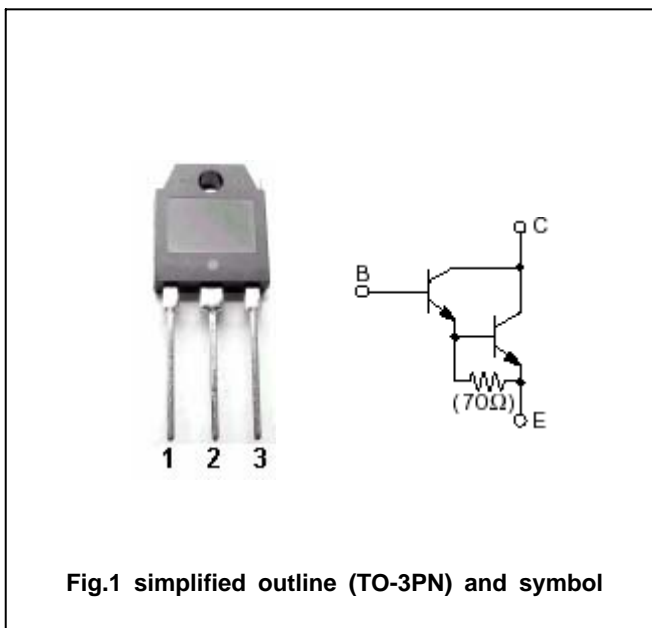 C
B
(70Ω)
E
1 2 3
Fig.1 simplified outline (TO-3PN) and symbol